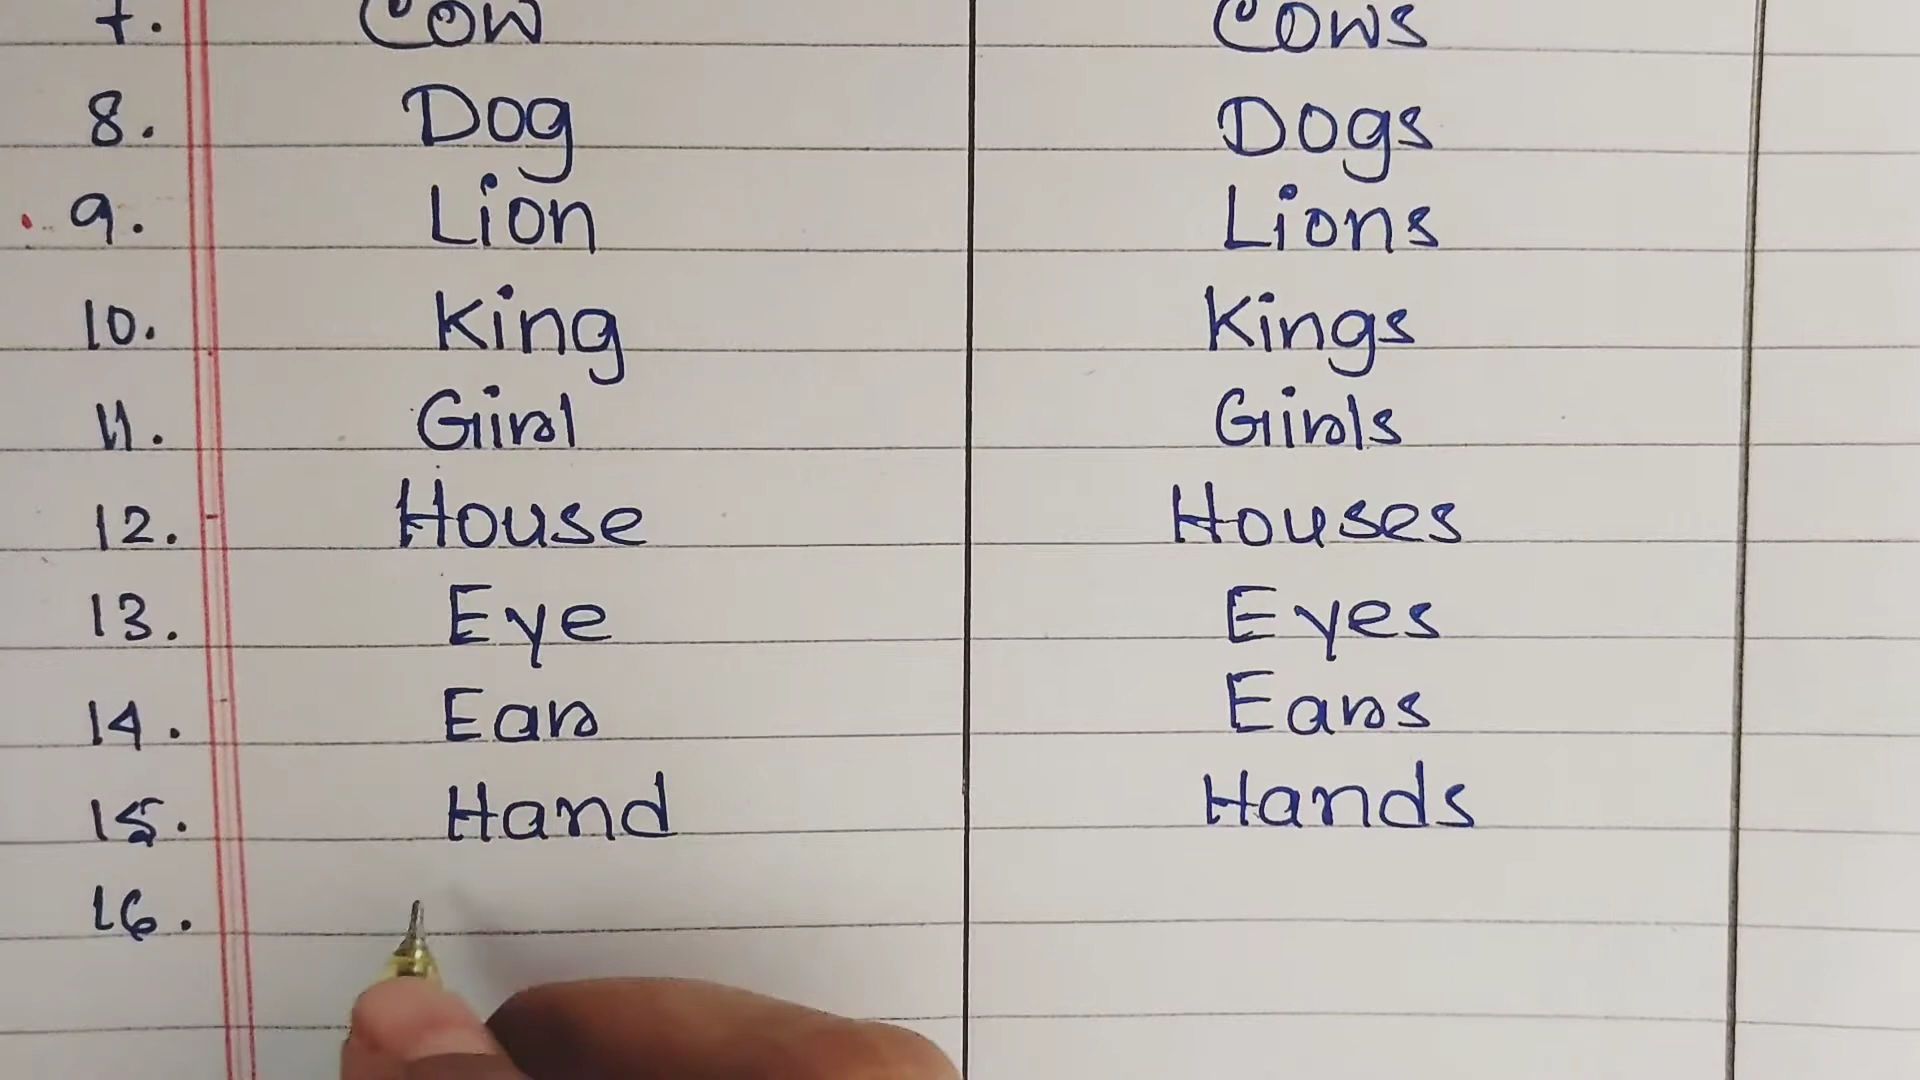 7. Cow Cows
8. Dog Dogs
9. Lion Lions
10. King Kings
11. Girl Girls
12. House Houses
13. Eye Eyes
14. Ear Ears
15. Hand Hands
16.